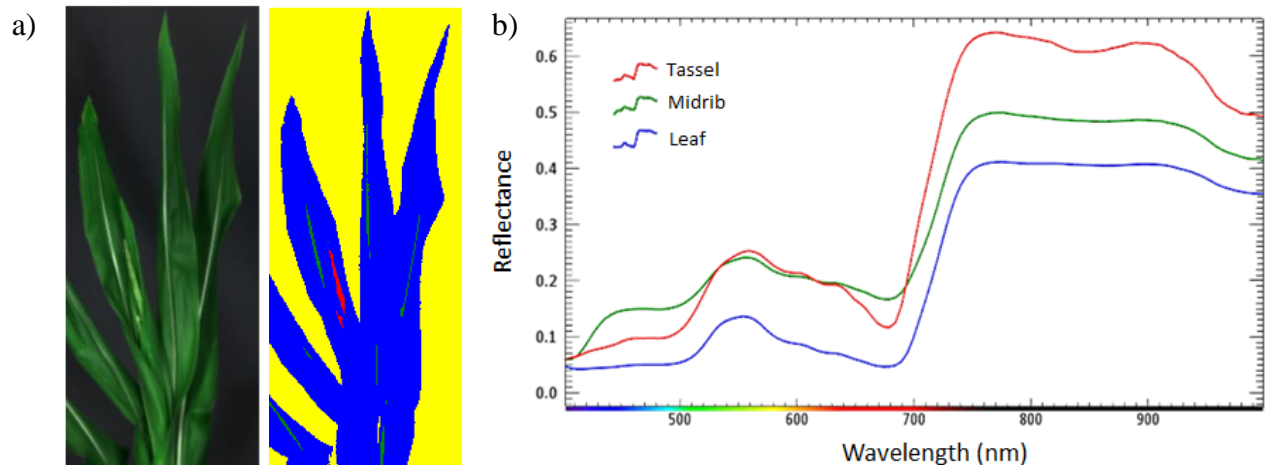 a)
b)
Tassel
Midrib
Leaf
Reflectance
0.6
0.5
0.4
0.3
0.2
0.1
0.0
500 600 700 800 900
Wavelength (nm)